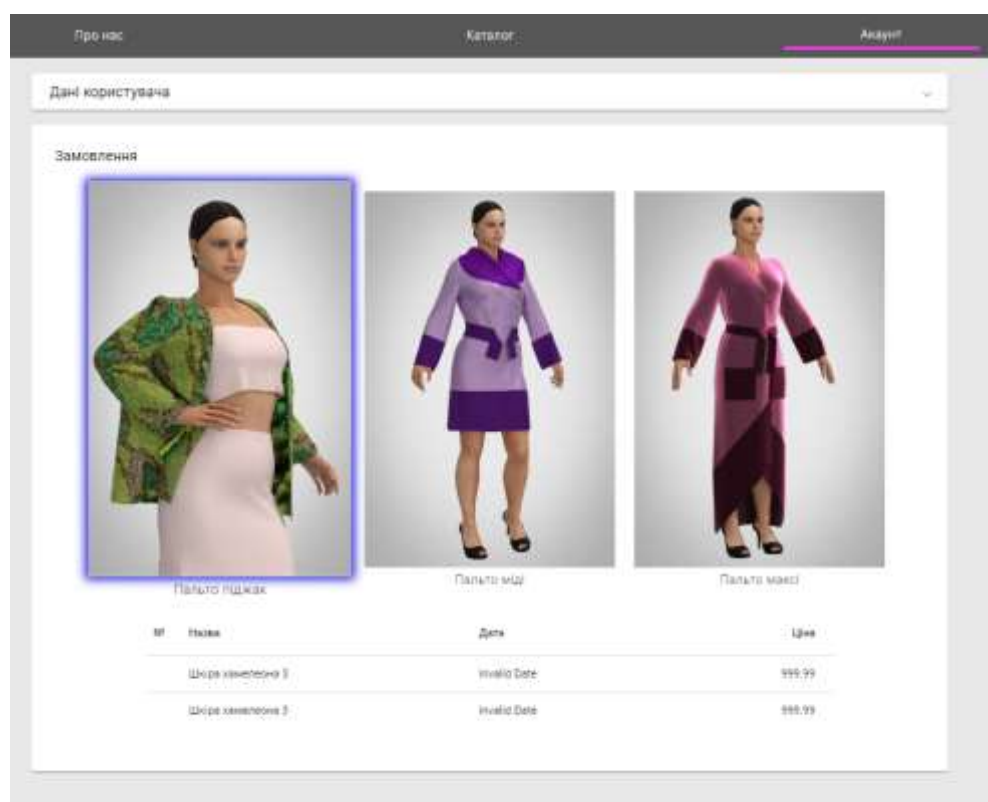 Про нас Каталог Акаунт
Дані користувача
Замовлення
Пальто піджак Пальто міді Пальто максі
№ Назва Дата Ціна
Шкіра хамелеона 3 Invalid Date 999.99
Шкіра хамелеона 3 Invalid Date 999.99